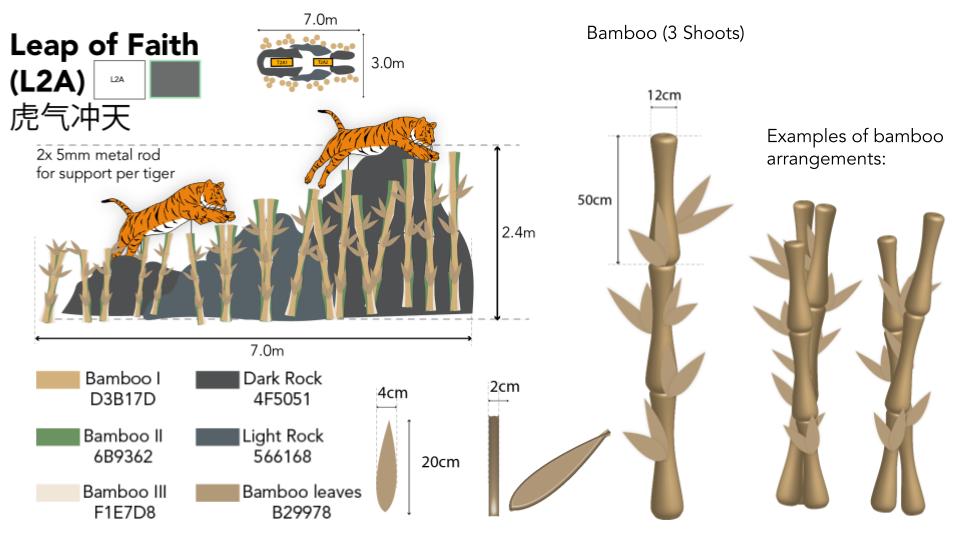 Leap of Faith
(L2A)
L2A
虎气冲天
7.0m
3.0m
T2A1
T2A2
2x 5mm metal rod
for support per tiger
2.4m
7.0m
Bamboo I
D3B17D
Dark Rock
4F5051
Bamboo II
6B9362
Light Rock
566168
Bamboo III
F1E7D8
Bamboo leaves
B29978
4cm
20cm
2cm
Bamboo (3 Shoots)
12cm
50cm
Examples of bamboo
arrangements: